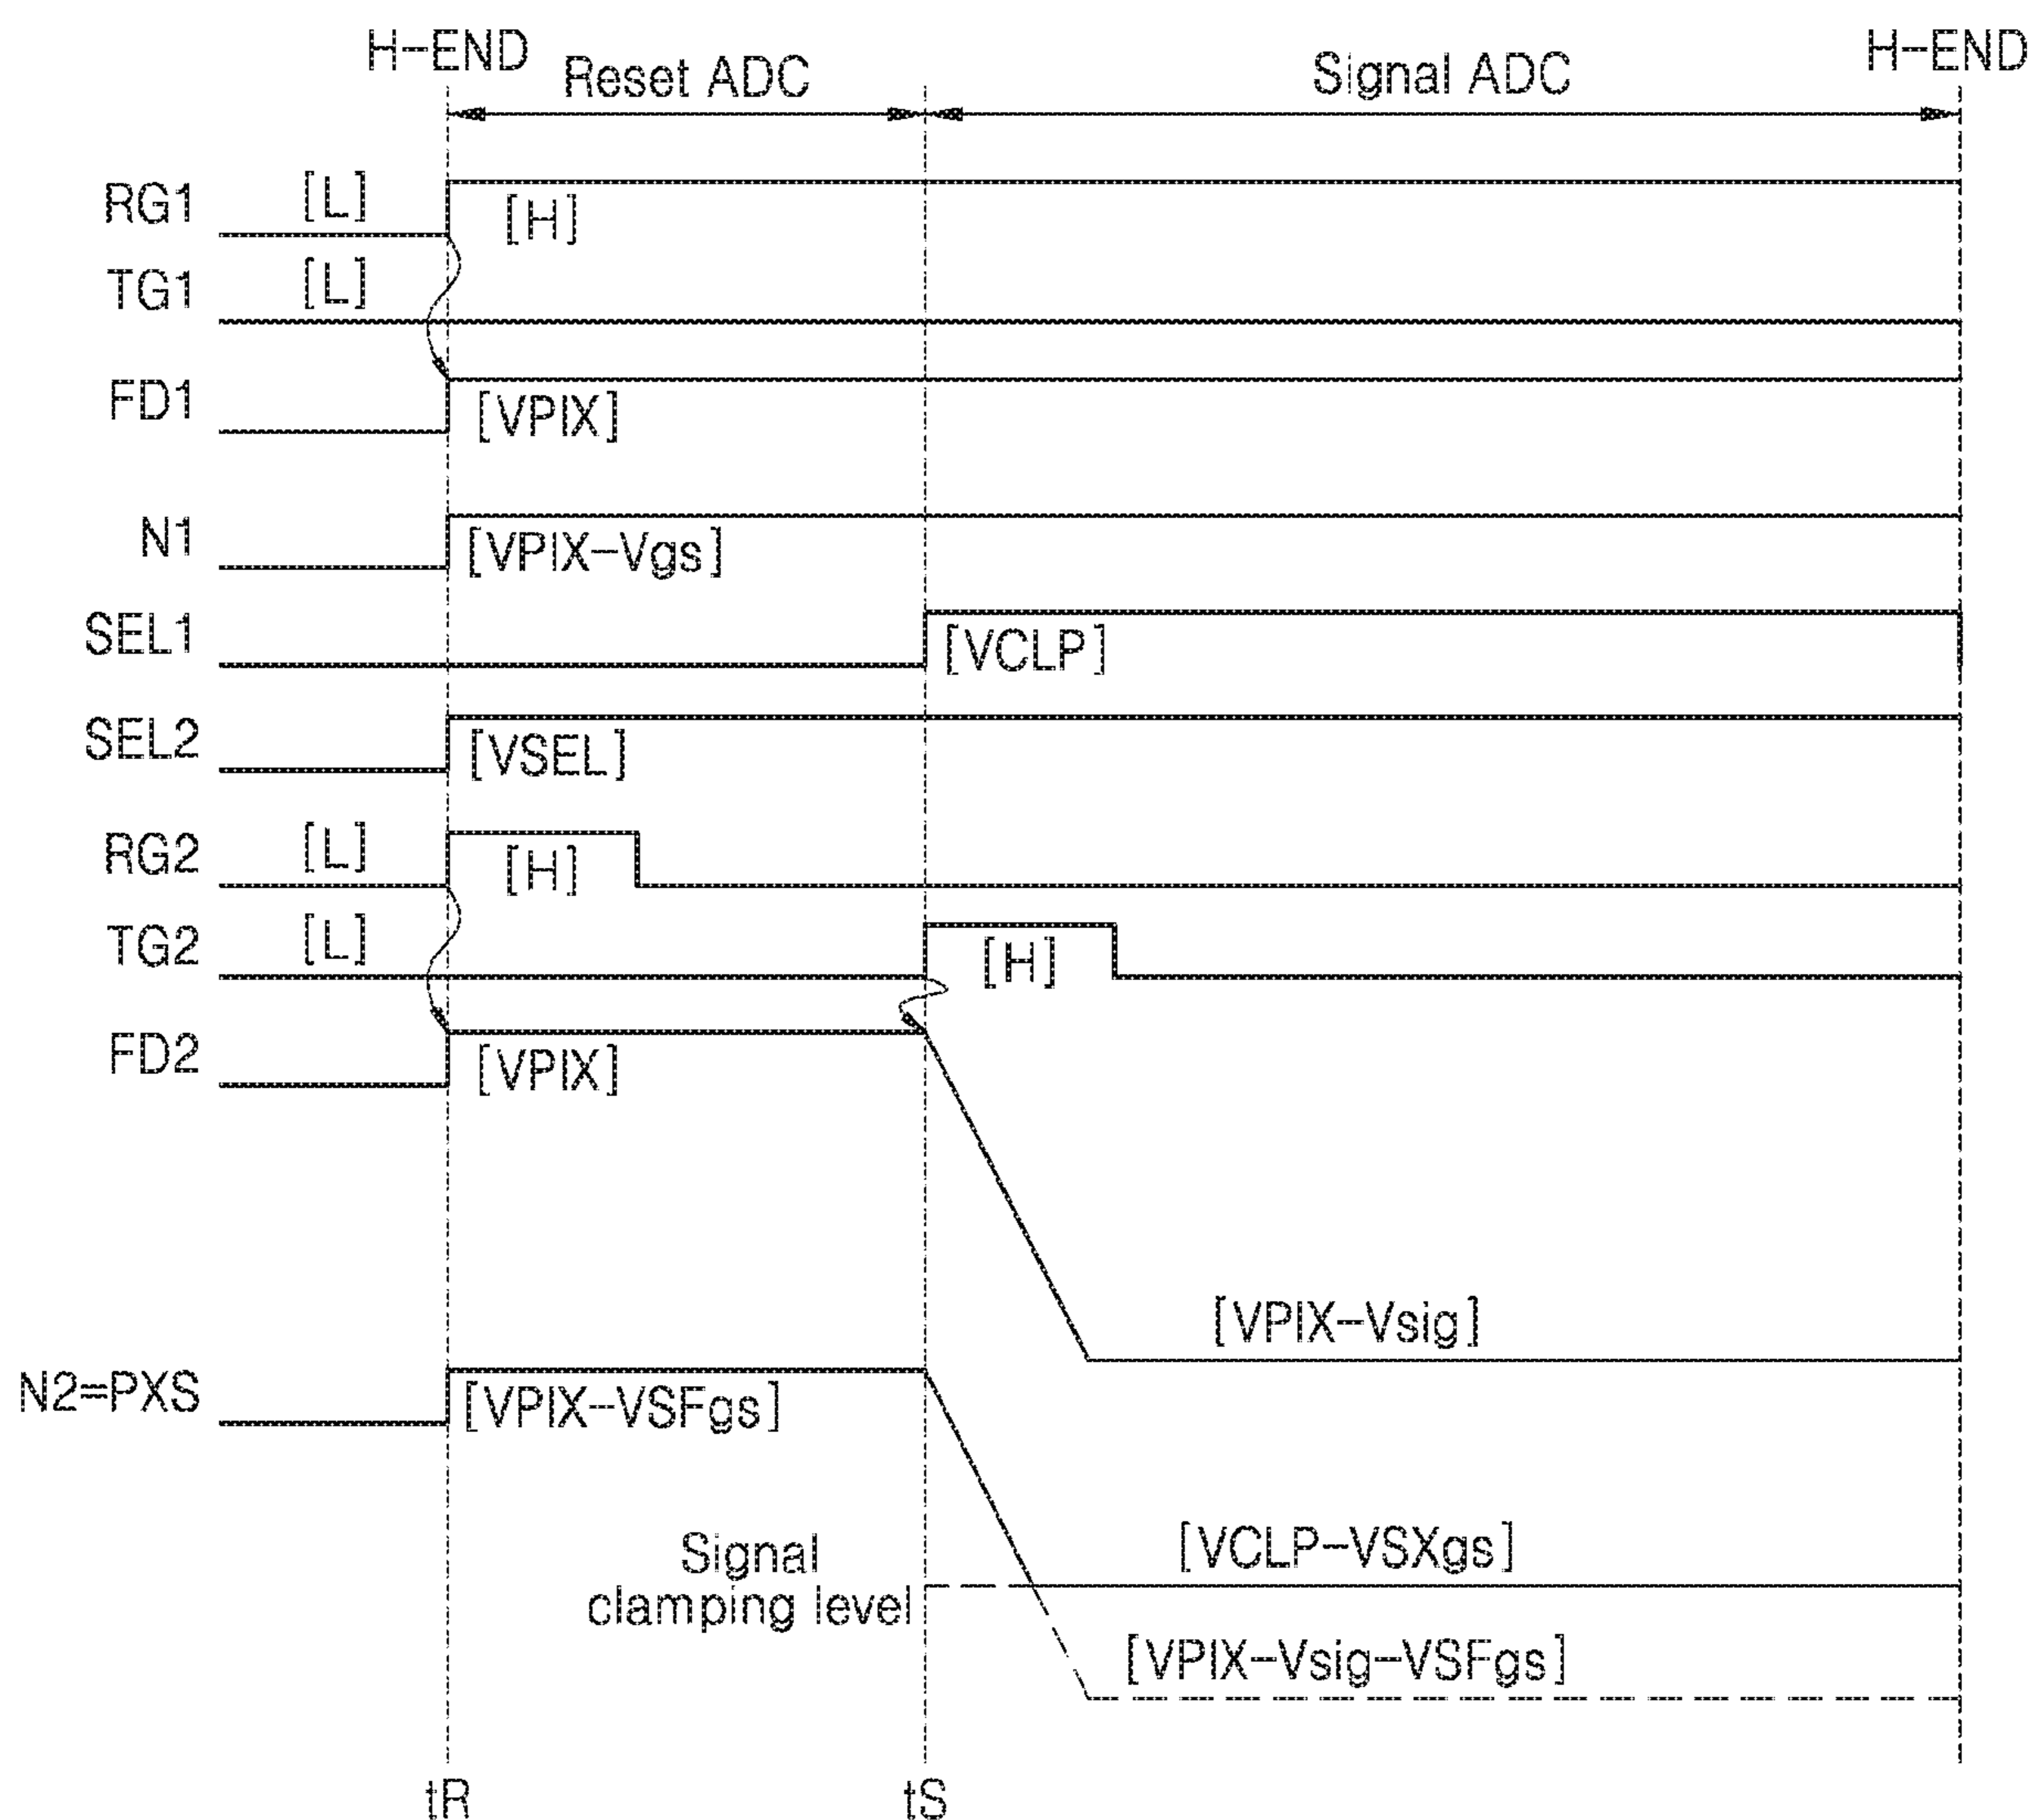 H-END
Reset ADC
Signal ADC
H-END
RG1
[L]
[H]
TG1
[L]
FD1
[VPIX]
N1
[VPIX-Vgs]
SEL1
[VCLP]
SEL2
[VSEL]
RG2
[L]
[H]
TG2
[L]
[H]
FD2
[VPIX]
[VPIX-Vsig]
N2=PXS
[VPIX-VSFgs]
Signal
clamping level
[VCLP-VSXgs]
[VPIX-Vsig-VSFgs]
tR
tS